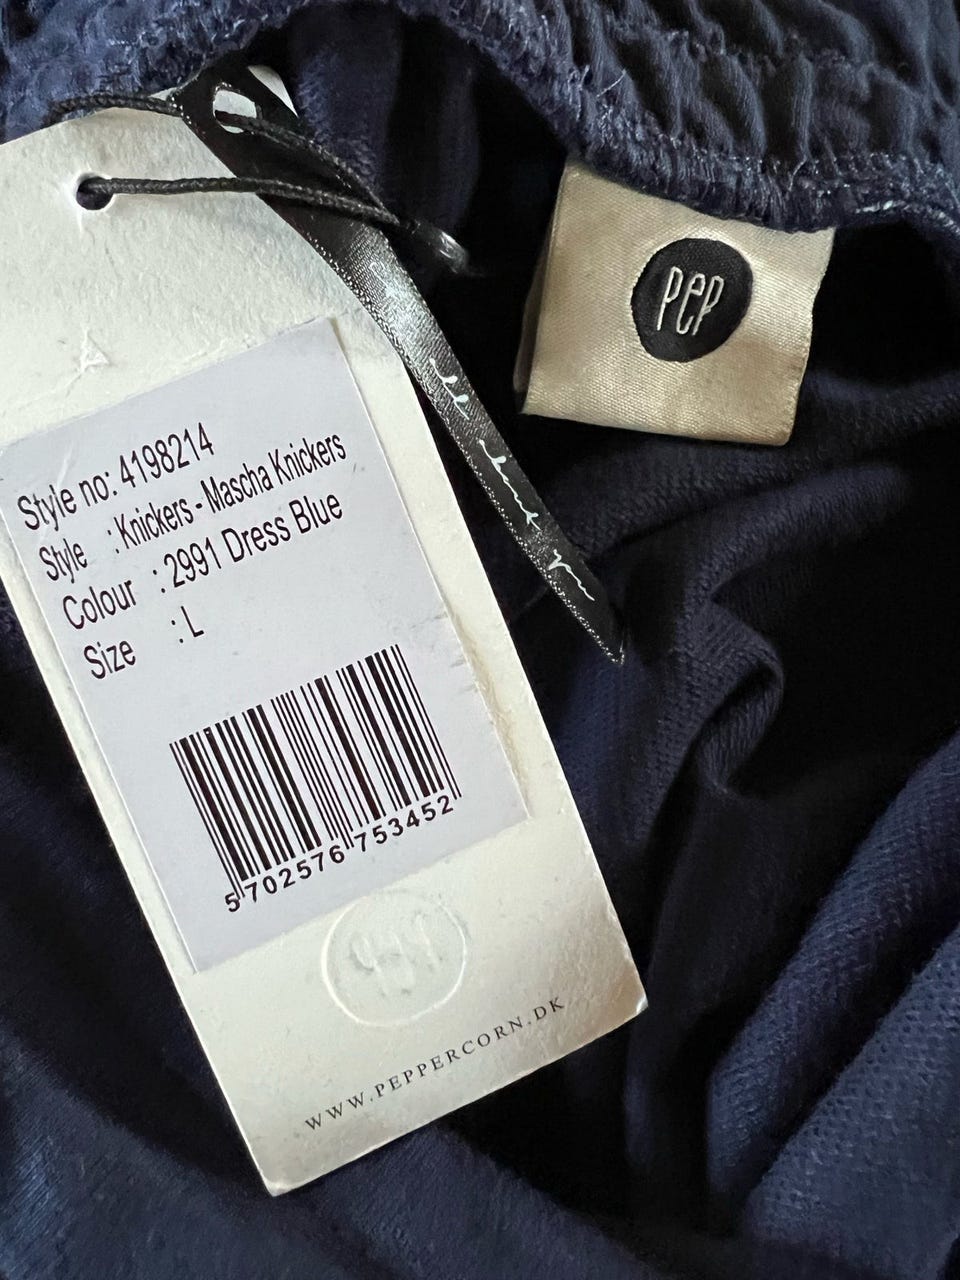 PEP
Style no: 4198214
Style : Knickers - Mascha Knickers
Colour : 2991 Dress Blue
Size : L
5 702576 753452
WWW.PEPPERCORN.DK